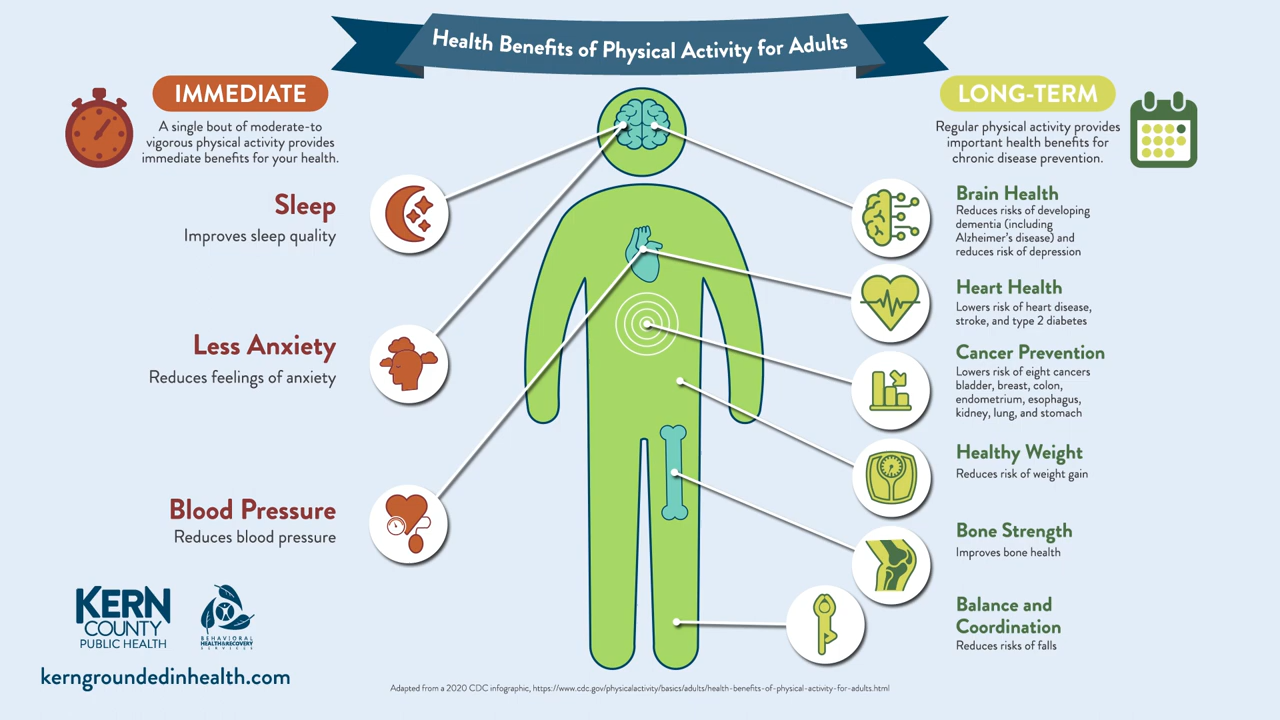 Health Benefits of Physical Activity for Adults
IMMEDIATE
A single bout of moderate-to
vigorous physical activity provides
immediate benefits for your health.
Sleep
Improves sleep quality
Less Anxiety
Reduces feelings of anxiety
Blood Pressure
Reduces blood pressure
LONG-TERM
Regular physical activity provides
important health benefits for
chronic disease prevention.
Brain Health
Reduces risks of developing
dementia (including
Alzheimer's disease) and
reduces risk of depression
Heart Health
Lowers risk of heart disease,
stroke, and type 2 diabetes
Cancer Prevention
Lowers risk of eight cancers
bladder, breast, colon,
endometrium, esophagus,
kidney, lung, and stomach
Healthy Weight
Reduces risk of weight gain
Bone Strength
Improves bone health
Balance and
Coordination
Reduces risks of falls
KERN
COUNTY
PUBLIC HEALTH
BEHAVIORAL
HEALTH&RECOVERY
SERVICES
kerngroundedinhealth.com
Adapted from a 2020 CDC infographic, https://www.cdc.gov/physicalactivity/basics/adults/health-benefits-of-physical-activity-for-adults.html